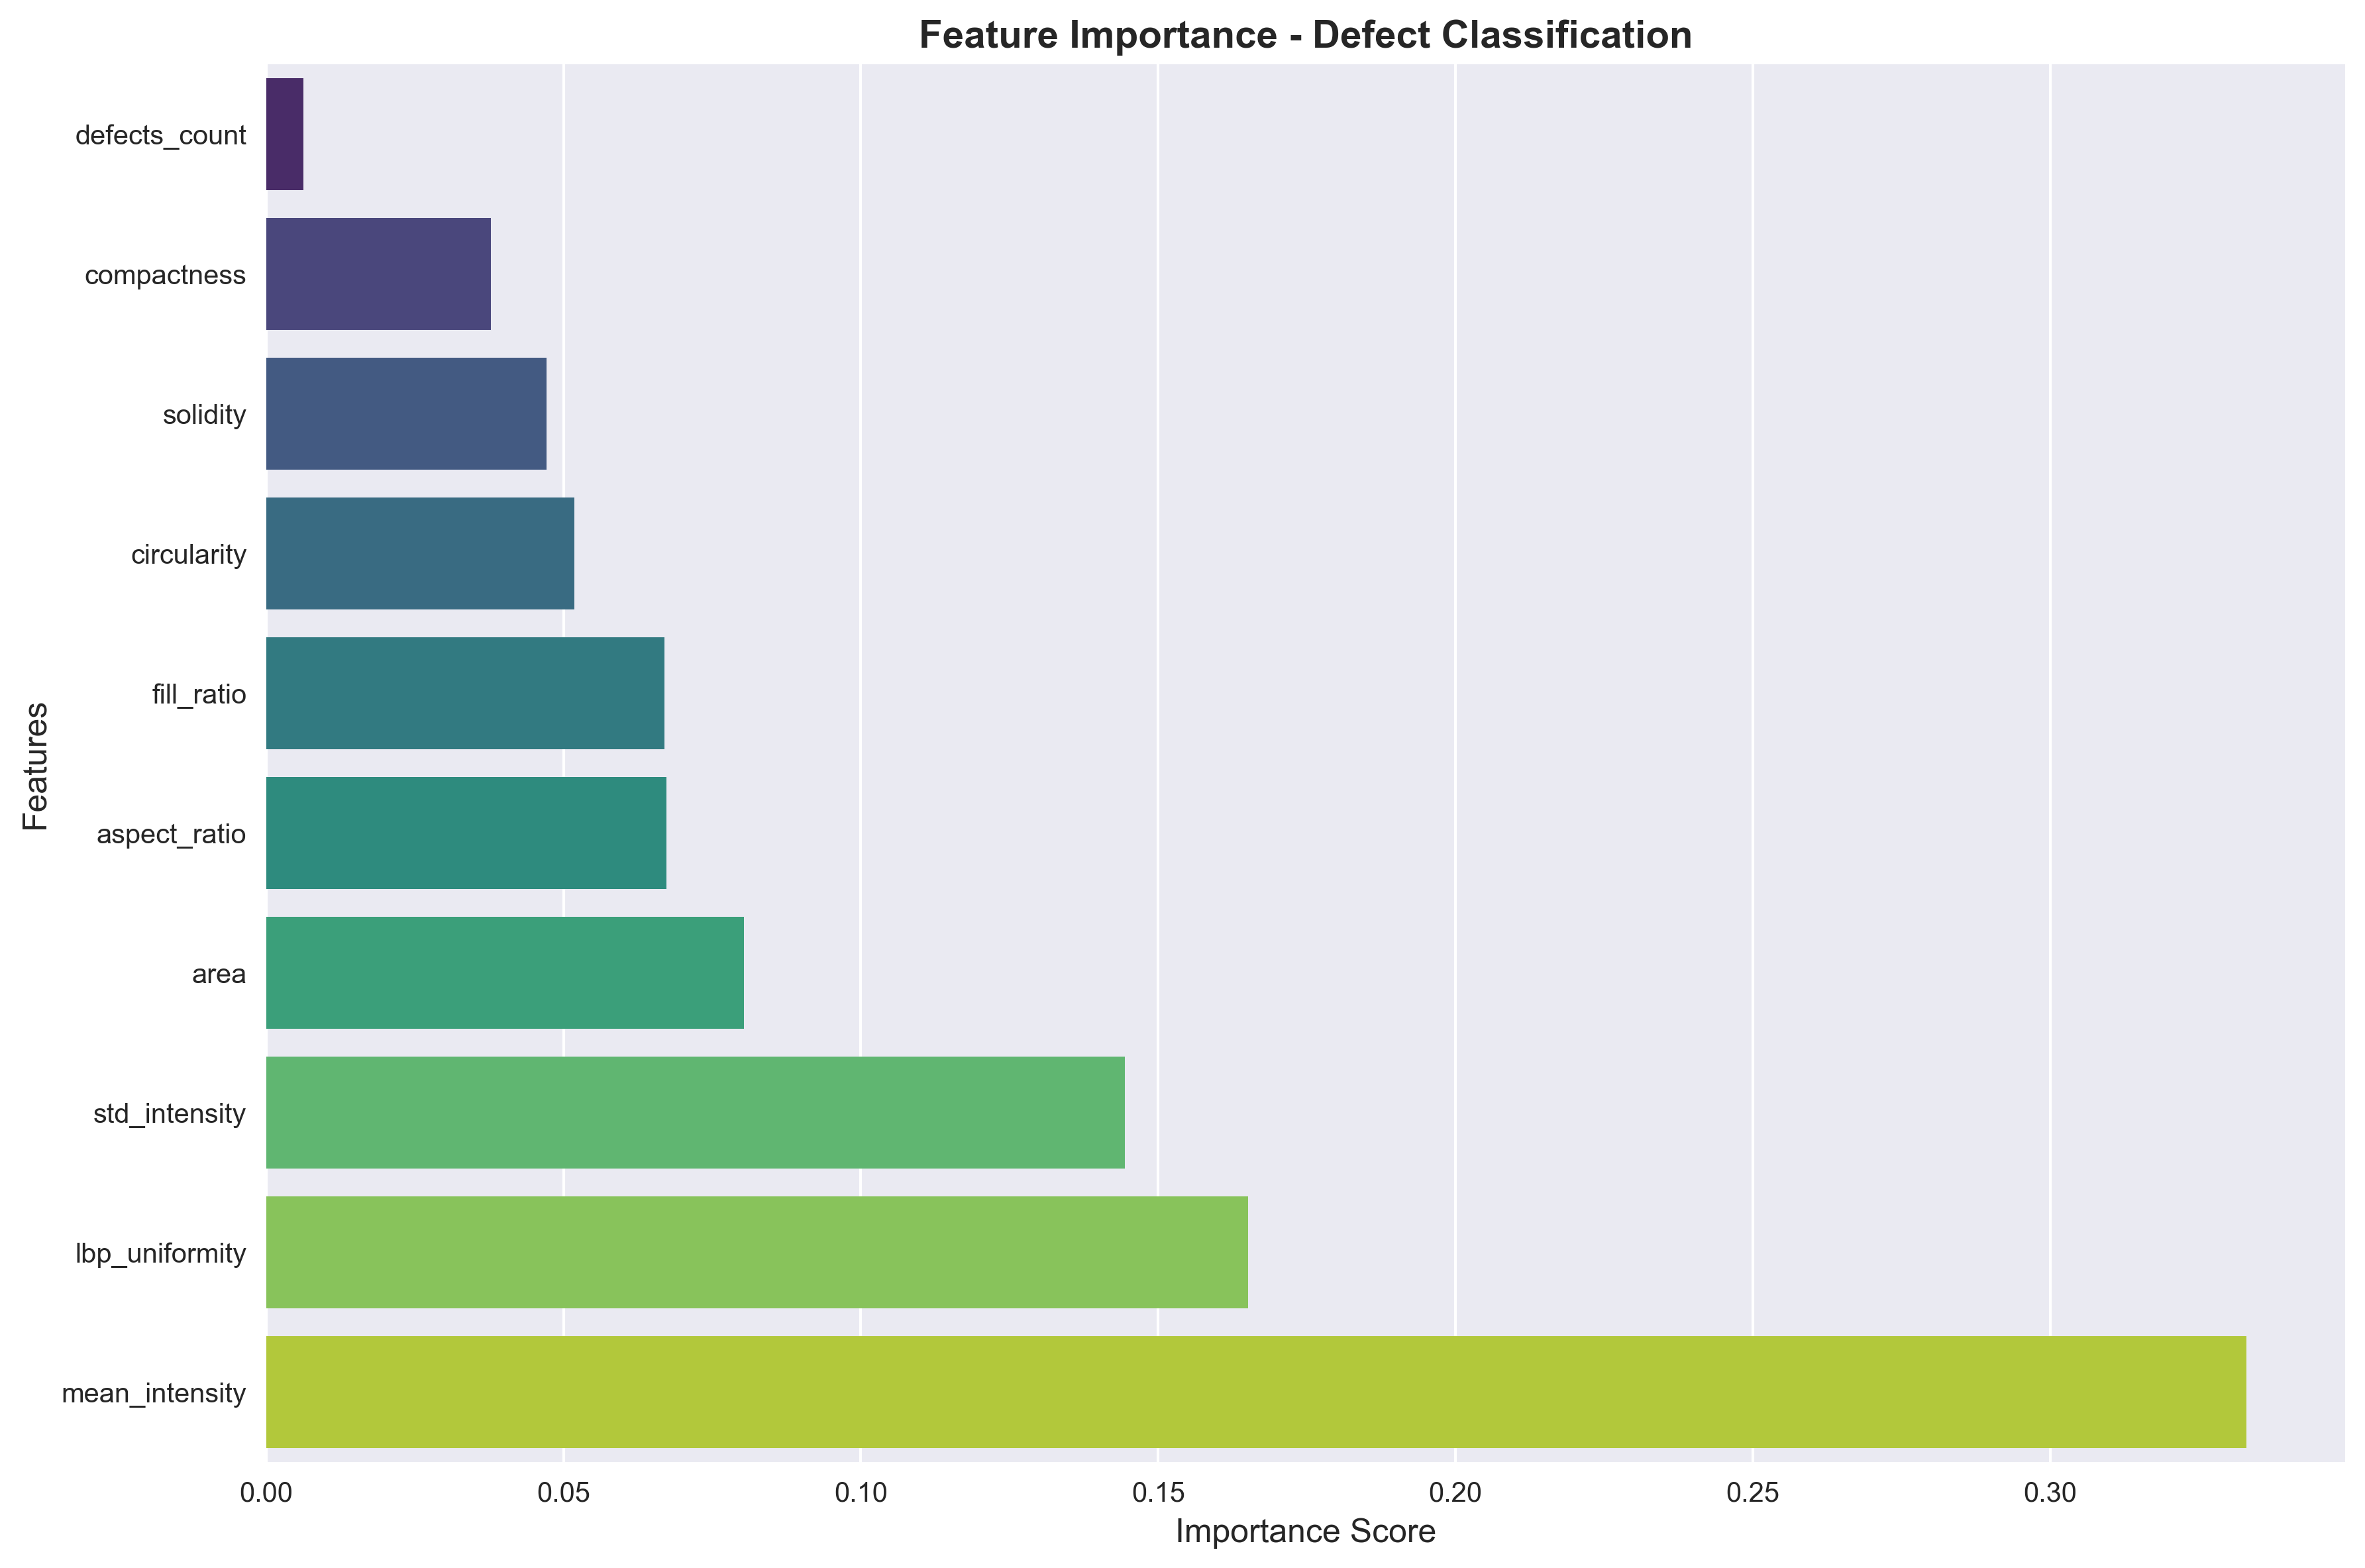 Feature Importance - Defect Classification
defects_count
compactness
solidity
circularity
fill_ratio
aspect_ratio
area
std_intensity
lbp_uniformity
mean_intensity
Features
0.00 0.05 0.10 0.15 0.20 0.25 0.30
Importance Score